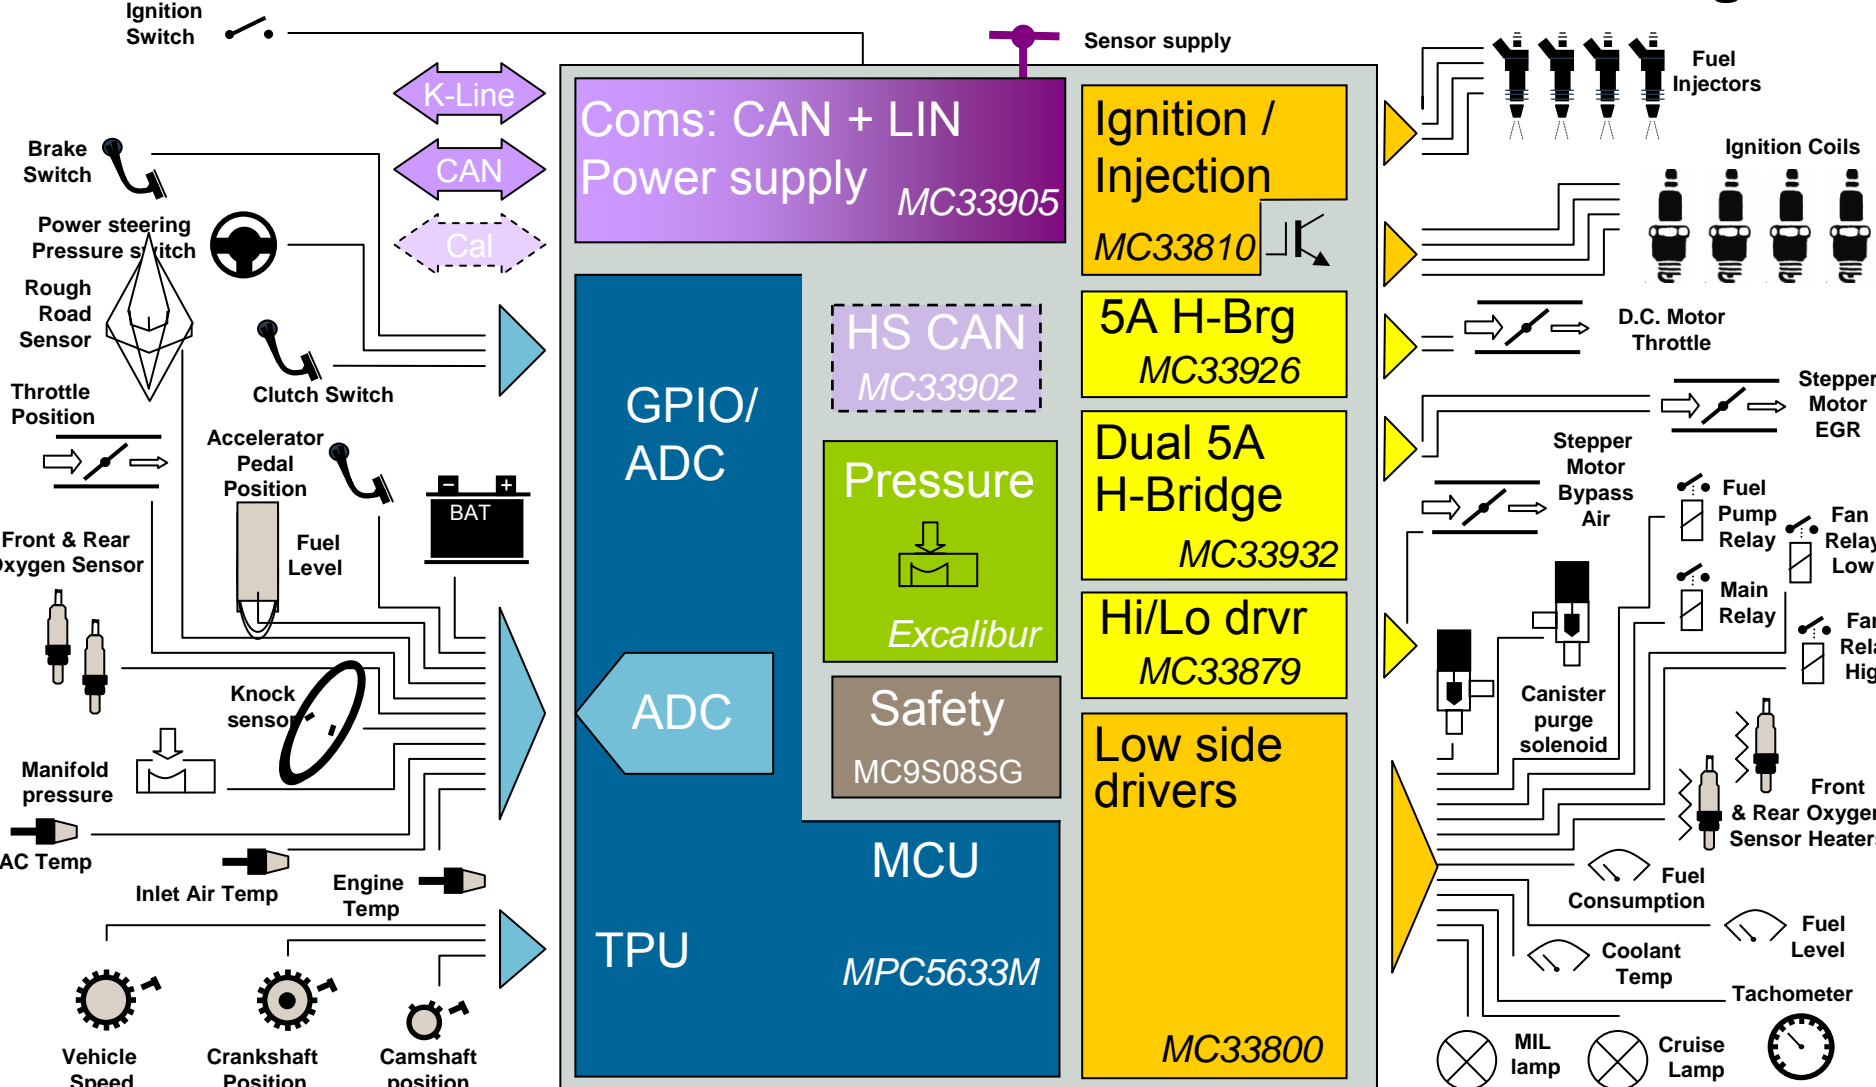 Ignition
Switch
Sensor supply
K-Line
CAN
Cal
Brake
Switch
Power steering
Pressure switch
Rough
Road
Sensor
Clutch Switch
Throttle
Position
Accelerator
Pedal
Position
BAT
Front & Rear
Oxygen Sensor
Fuel
Level
Knock
sensor
Manifold
pressure
AC Temp
Inlet Air Temp
Engine
Temp
Vehicle
Speed
Crankshaft
Position
Camshaft
position
Coms: CAN + LIN
Power supply
MC33905
GPIO/
ADC
ADC
TPU
MCU
MPC5633M
HS CAN
MC33902
Pressure
Excalibur
Safety
MC9S08SG
Ignition /
Injection
MC33810
5A H-Brg
MC33926
Dual 5A
H-Bridge
MC33932
Hi/Lo drvr
MC33879
Low side
drivers
MC33800
Fuel
Injectors
Ignition Coils
D.C. Motor
Throttle
Stepper
Motor
EGR
Stepper
Motor
Bypass
Air
Fuel
Pump
Relay
Fan
Relay
Low
Main
Relay
Fan
Rela
Hig
Canister
purge
solenoid
Front
& Rear Oxygen
Sensor Heaters
Fuel
Consumption
Fuel
Level
Coolant
Temp
Tachometer
MIL
lamp
Cruise
Lamp